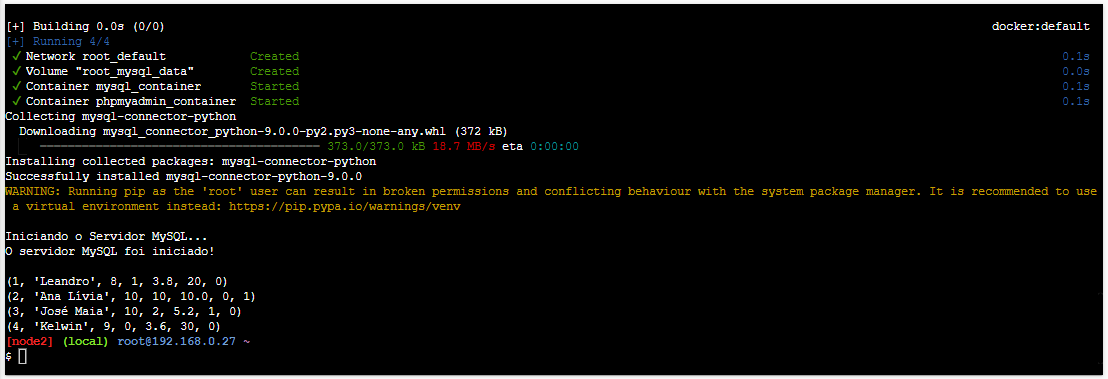 [+] Building 0.0s (0/0) docker:default
[+] Running 4/4
✓ Network root_default Created 0.1s
✓ Volume "root_mysql_data" Created 0.0s
✓ Container mysql_container Started 0.1s
✓ Container phpmyadmin_container Started 0.1s
Collecting mysql-connector-python
Downloading mysql_connector_python-9.0.0-py2.py3-none-any.whl (372 kB)
━━━━━━━━━━━━━━━━━━━━━━━━━━━━━━━━━━━━━━━━ 373.0/373.0 kB 18.7 MB/s eta 0:00:00
Installing collected packages: mysql-connector-python
Successfully installed mysql-connector-python-9.0.0
WARNING: Running pip as the 'root' user can result in broken permissions and conflicting behaviour with the system package manager. It is recommended to use
a virtual environment instead: https://pip.pypa.io/warnings/venv
Iniciando o Servidor MySQL...
O servidor MySQL foi iniciado!
(1, 'Leandro', 8, 1, 3.8, 20, 0)
(2, 'Ana Lívia', 10, 10, 10.0, 0, 1)
(3, 'José Maia', 10, 2, 5.2, 1, 0)
(4, 'Kelwin', 9, 0, 3.6, 30, 0)
[node2] (local) root@192.168.0.27 ~
$